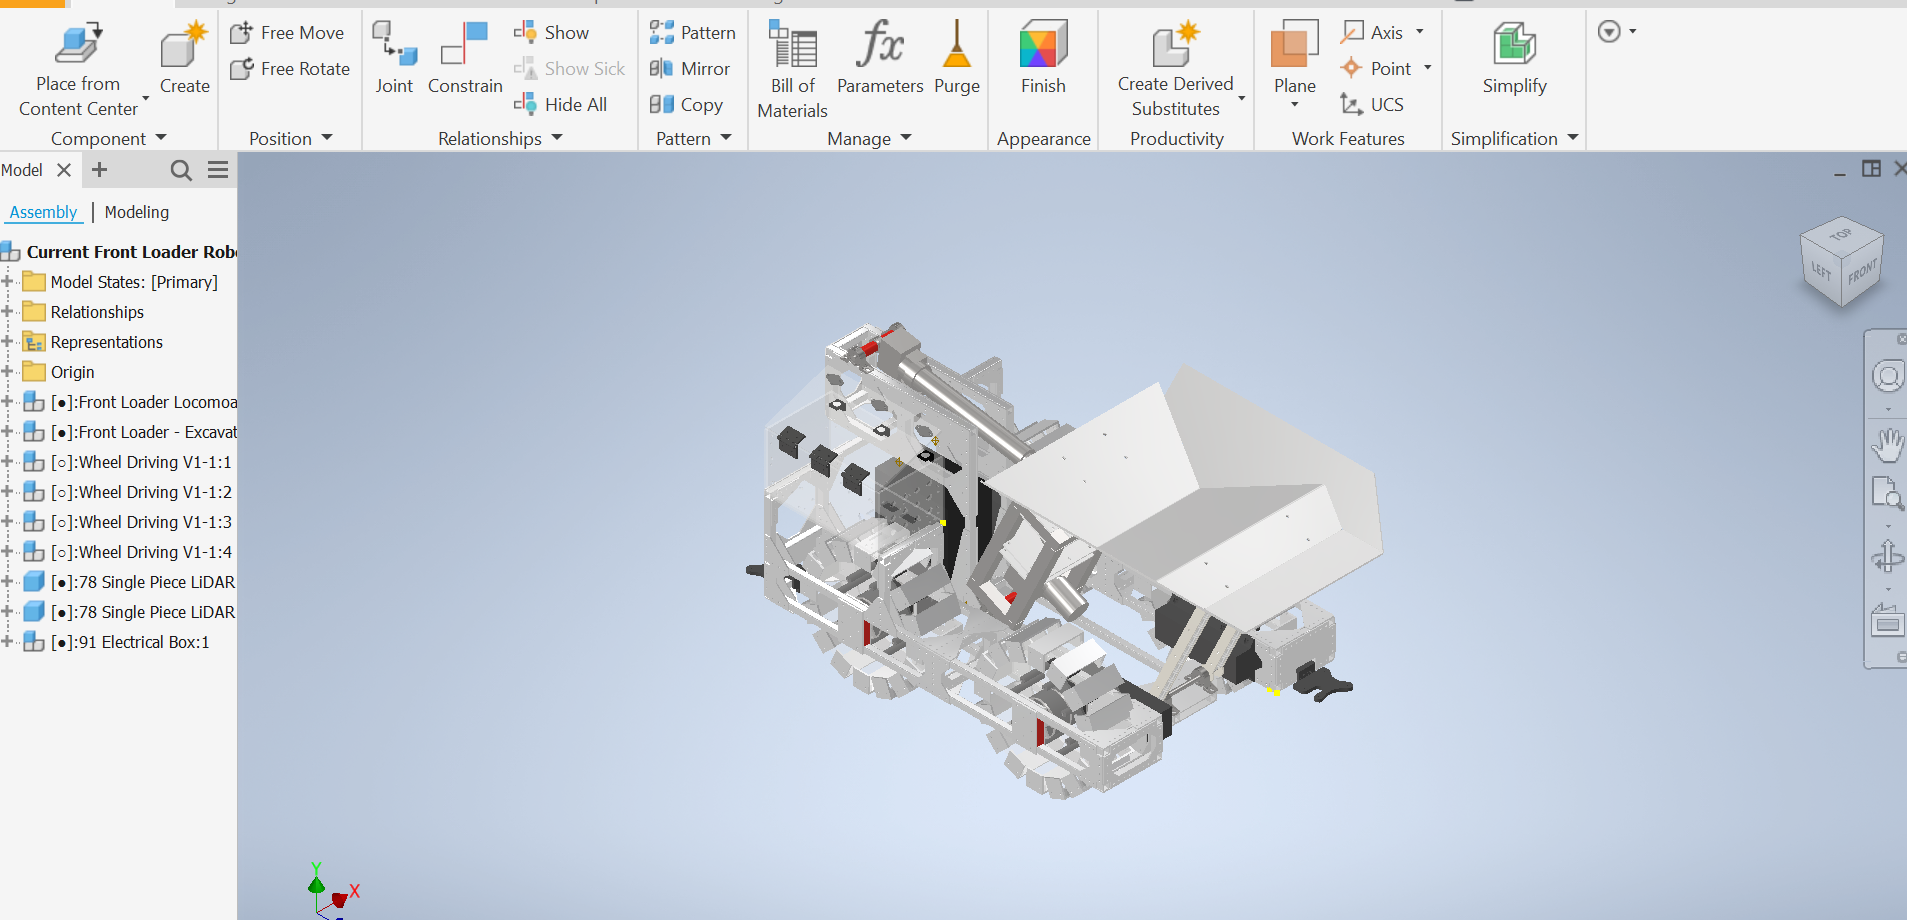 Place from
Content Center
Create
Component
Free Move
Free Rotate
Position
Joint
Constrain
Show
Show Sick
Hide All
Relationships
Pattern
Mirror
Copy
Pattern
Bill of
Materials
fx
Parameters
Purge
Manage
Finish
Appearance
Create Derived
Substitutes
Productivity
Plane
Axis
Point
UCS
Work Features
Simplify
Simplification
Model
Assembly | Modeling
Current Front Loader Rob
Model States: [Primary]
Relationships
Representations
Origin
[●]:Front Loader Locomo
[●]:Front Loader - Excavat
[○]:Wheel Driving V1-1:1
[○]:Wheel Driving V1-1:2
[○]:Wheel Driving V1-1:3
[○]:Wheel Driving V1-1:4
[●]:78 Single Piece LiDAR
[●]:78 Single Piece LiDAR
[●]:91 Electrical Box:1
TOP
LEFT
FRONT
Y
X